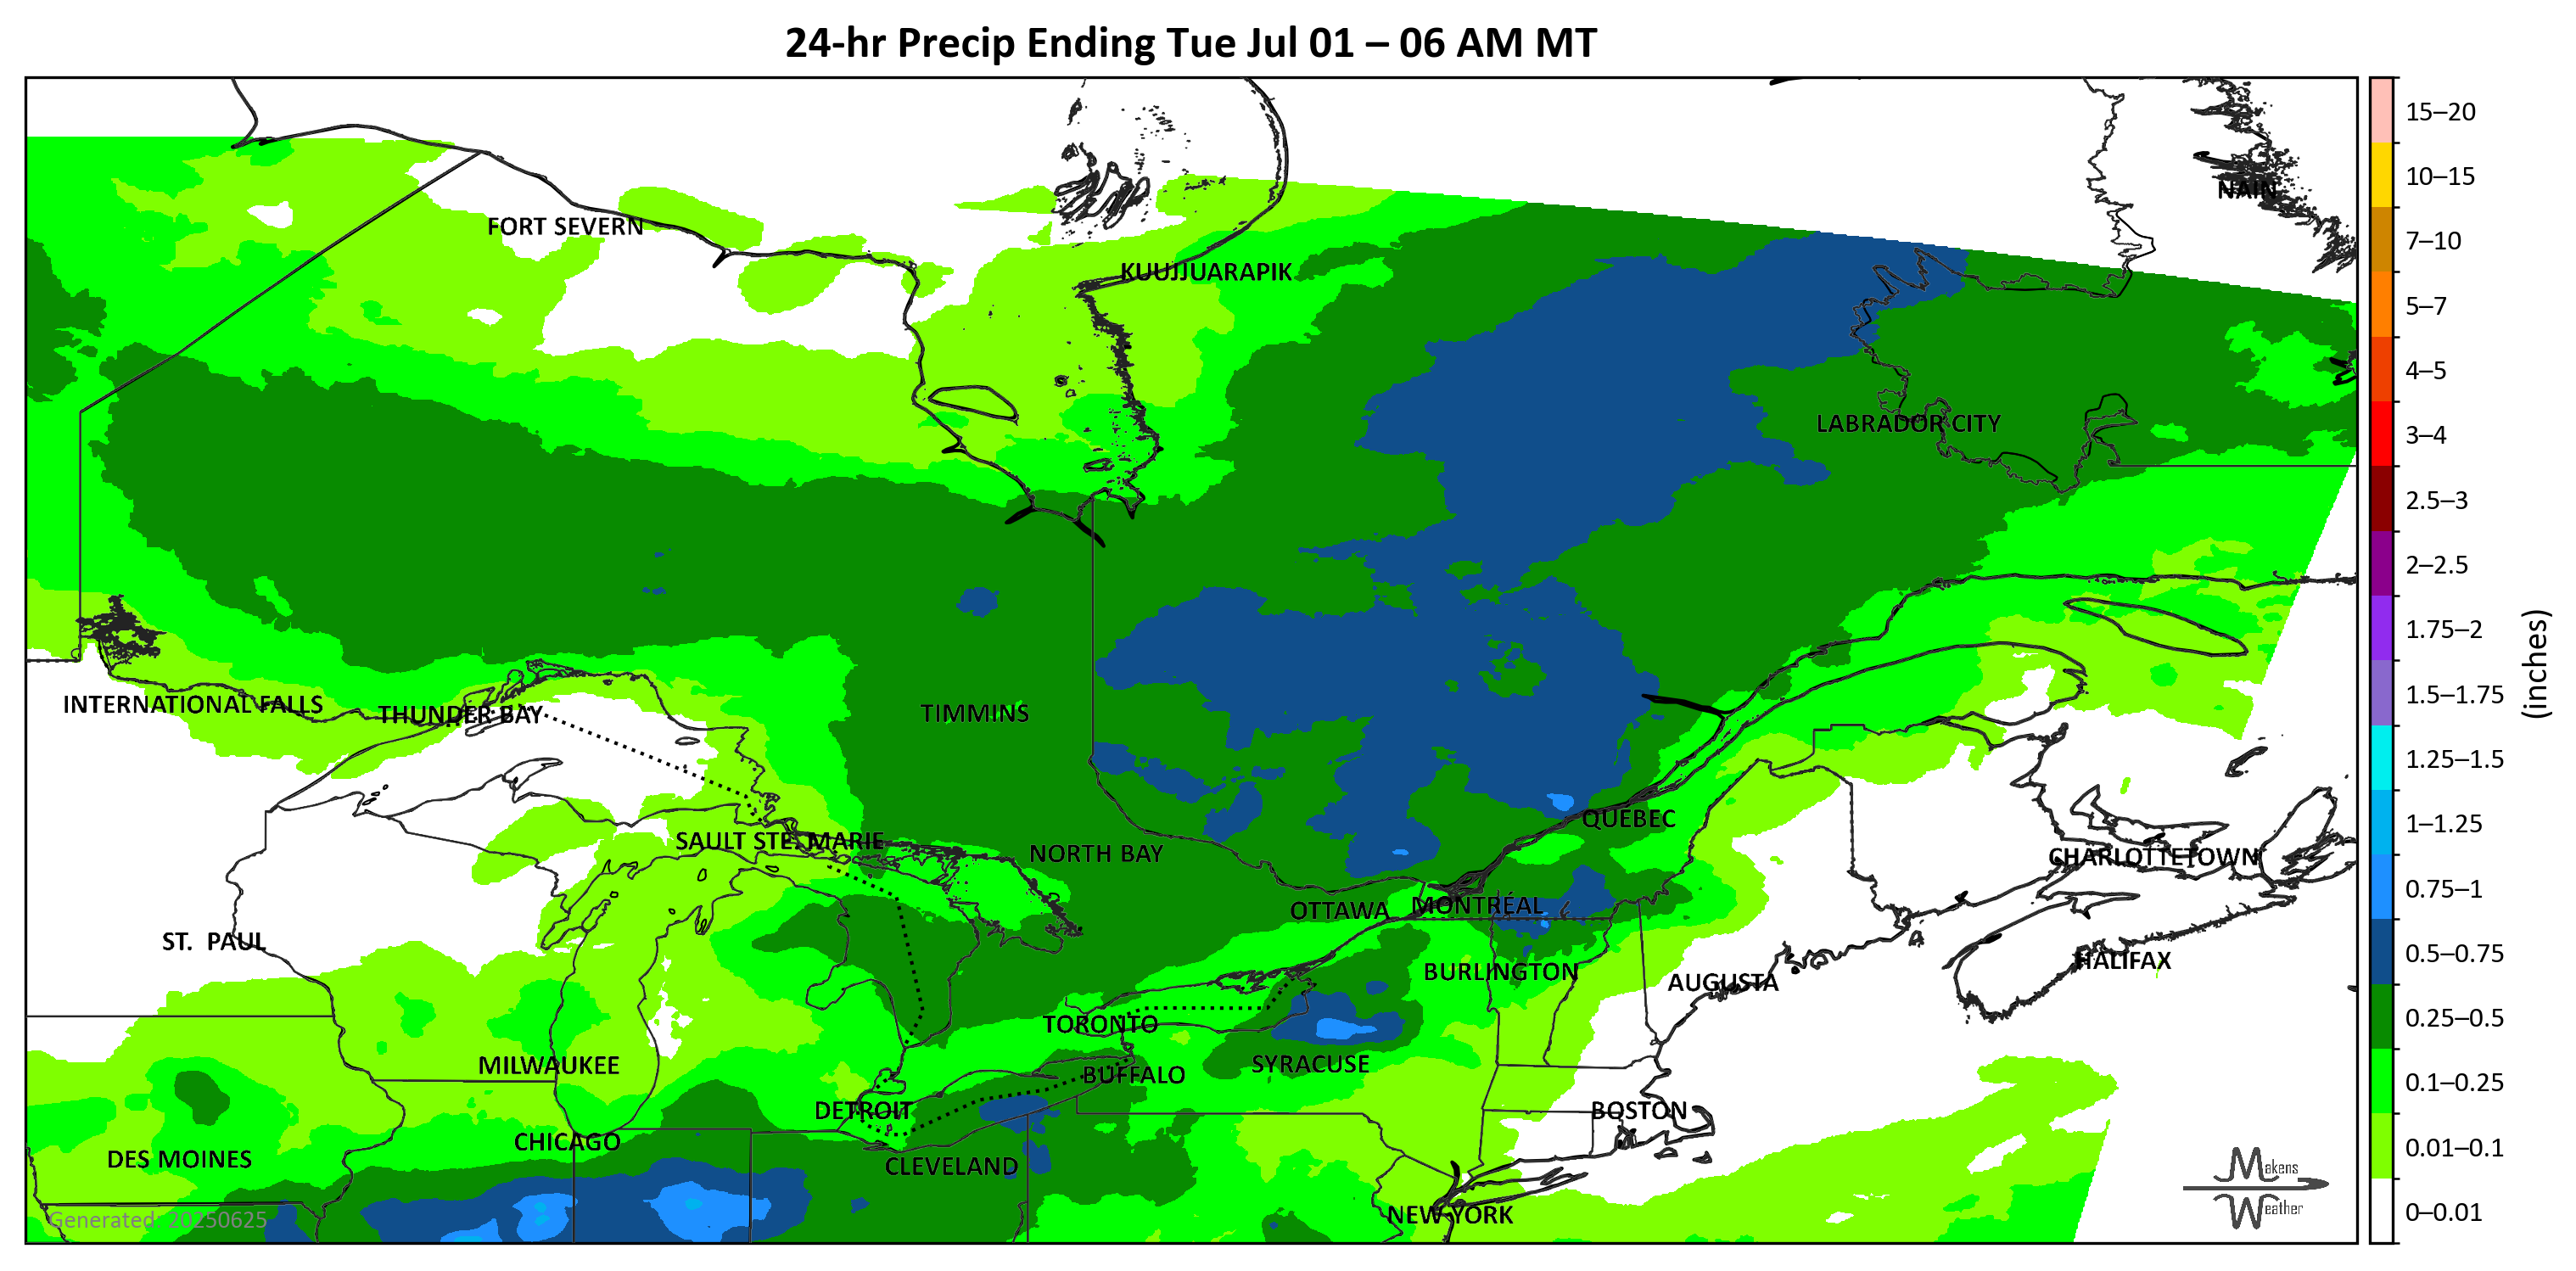 24-hr Precip Ending Tue Jul 01 – 06 AM MT
15–20
10–15
7–10
5–7
4–5
3–4
2.5–3
2–2.5
1.75–2
1.5–1.75
1.25–1.5
1–1.25
0.75–1
0.5–0.75
0.25–0.5
0.1–0.25
0.01–0.1
0–0.01
(inches)
NAIN
FORT SEVERN
KUUJJUARAPIK
LABRADOR CITY
INTERNATIONAL FALLS
THUNDER BAY
TIMMINS
QUÉBEC
SAULT STE. MARIE
NORTH BAY
CHARLOTTETOWN
OTTAWA
MONTRÉAL
ST. PAUL
BURLINGTON
AUGUSTA
HALIFAX
TORONTO
MILWAUKEE
BUFFALO
SYRACUSE
DETROIT
BOSTON
CHICAGO
DES MOINES
CLEVELAND
NEW YORK
Generated: 20250625
Makens
Weather